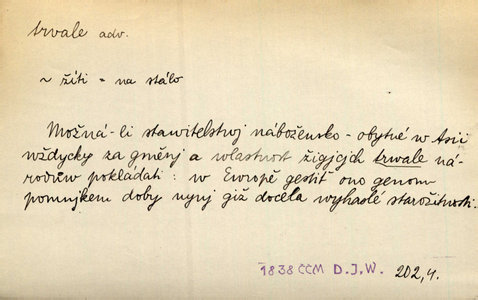 trvale adv.
~ žíti = na stálo
Možná-li stawitelstwj nábožensko-obytné w Asii
wždycky za gměnj a wlastnost žigjcjch trwale ná-
rodůw pokládati: w Ewropě gestiť ono genom
pomnjkem doby nynj giž docela wyhaslé starožitnosti.
1838 ČČM D.J.W. 202,4.